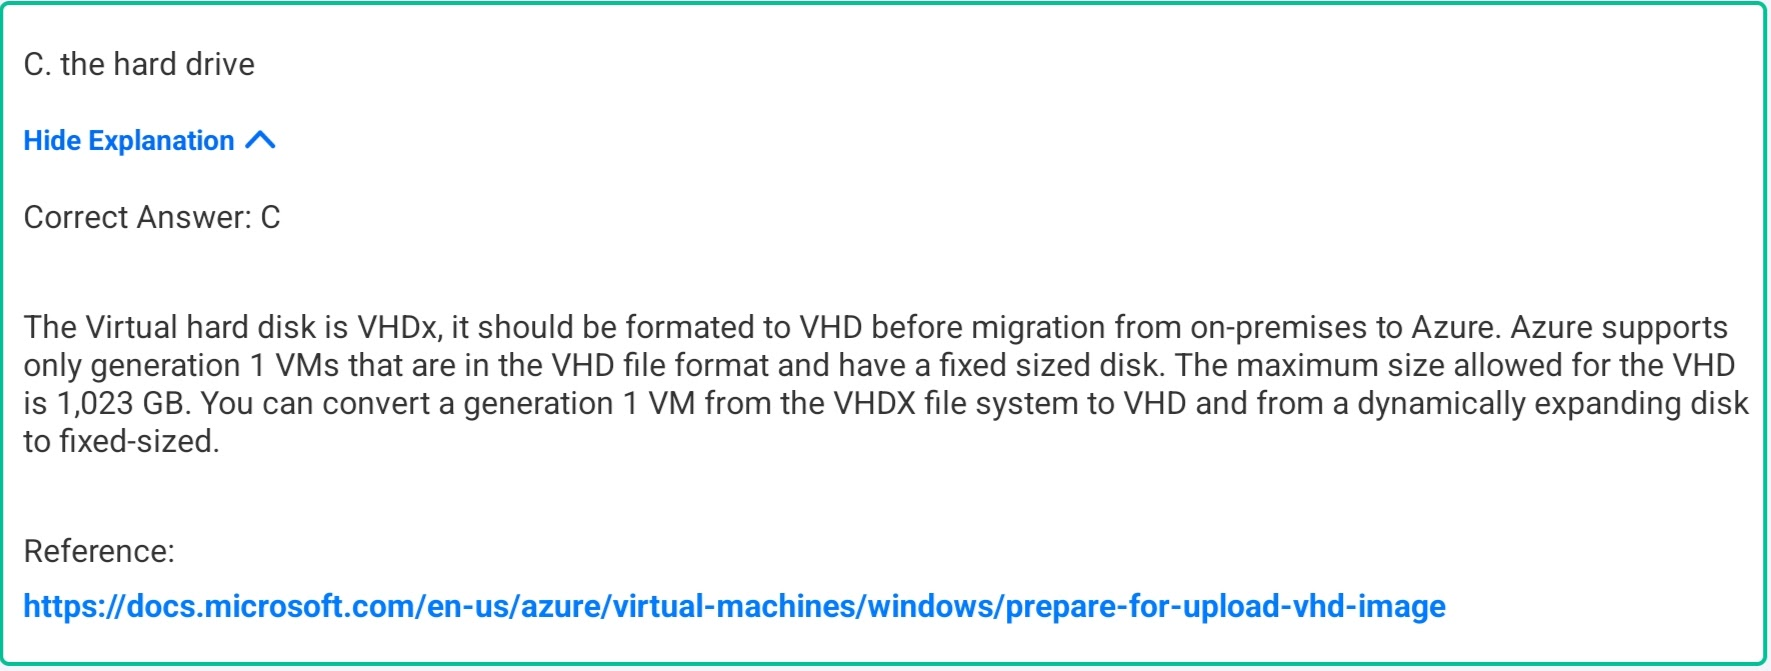 C. the hard drive
Hide Explanation
Correct Answer: C
The Virtual hard disk is VHDx, it should be formated to VHD before migration from on-premises to Azure. Azure supports
only generation 1 VMs that are in the VHD file format and have a fixed sized disk. The maximum size allowed for the VHD
is 1,023 GB. You can convert a generation 1 VM from the VHDX file system to VHD and from a dynamically expanding disk
to fixed-sized.
Reference:
https://docs.microsoft.com/en-us/azure/virtual-machines/windows/prepare-for-upload-vhd-image